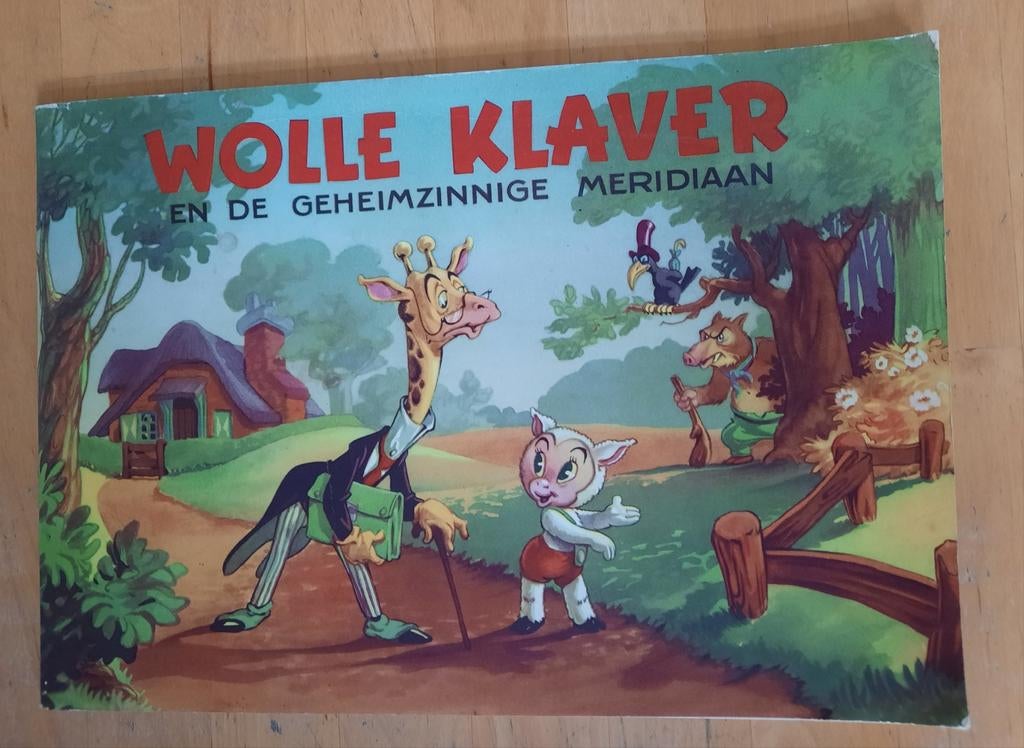 WOLLE KLAVER
EN DE GEHEIMZINNIGE MERIDIAAN